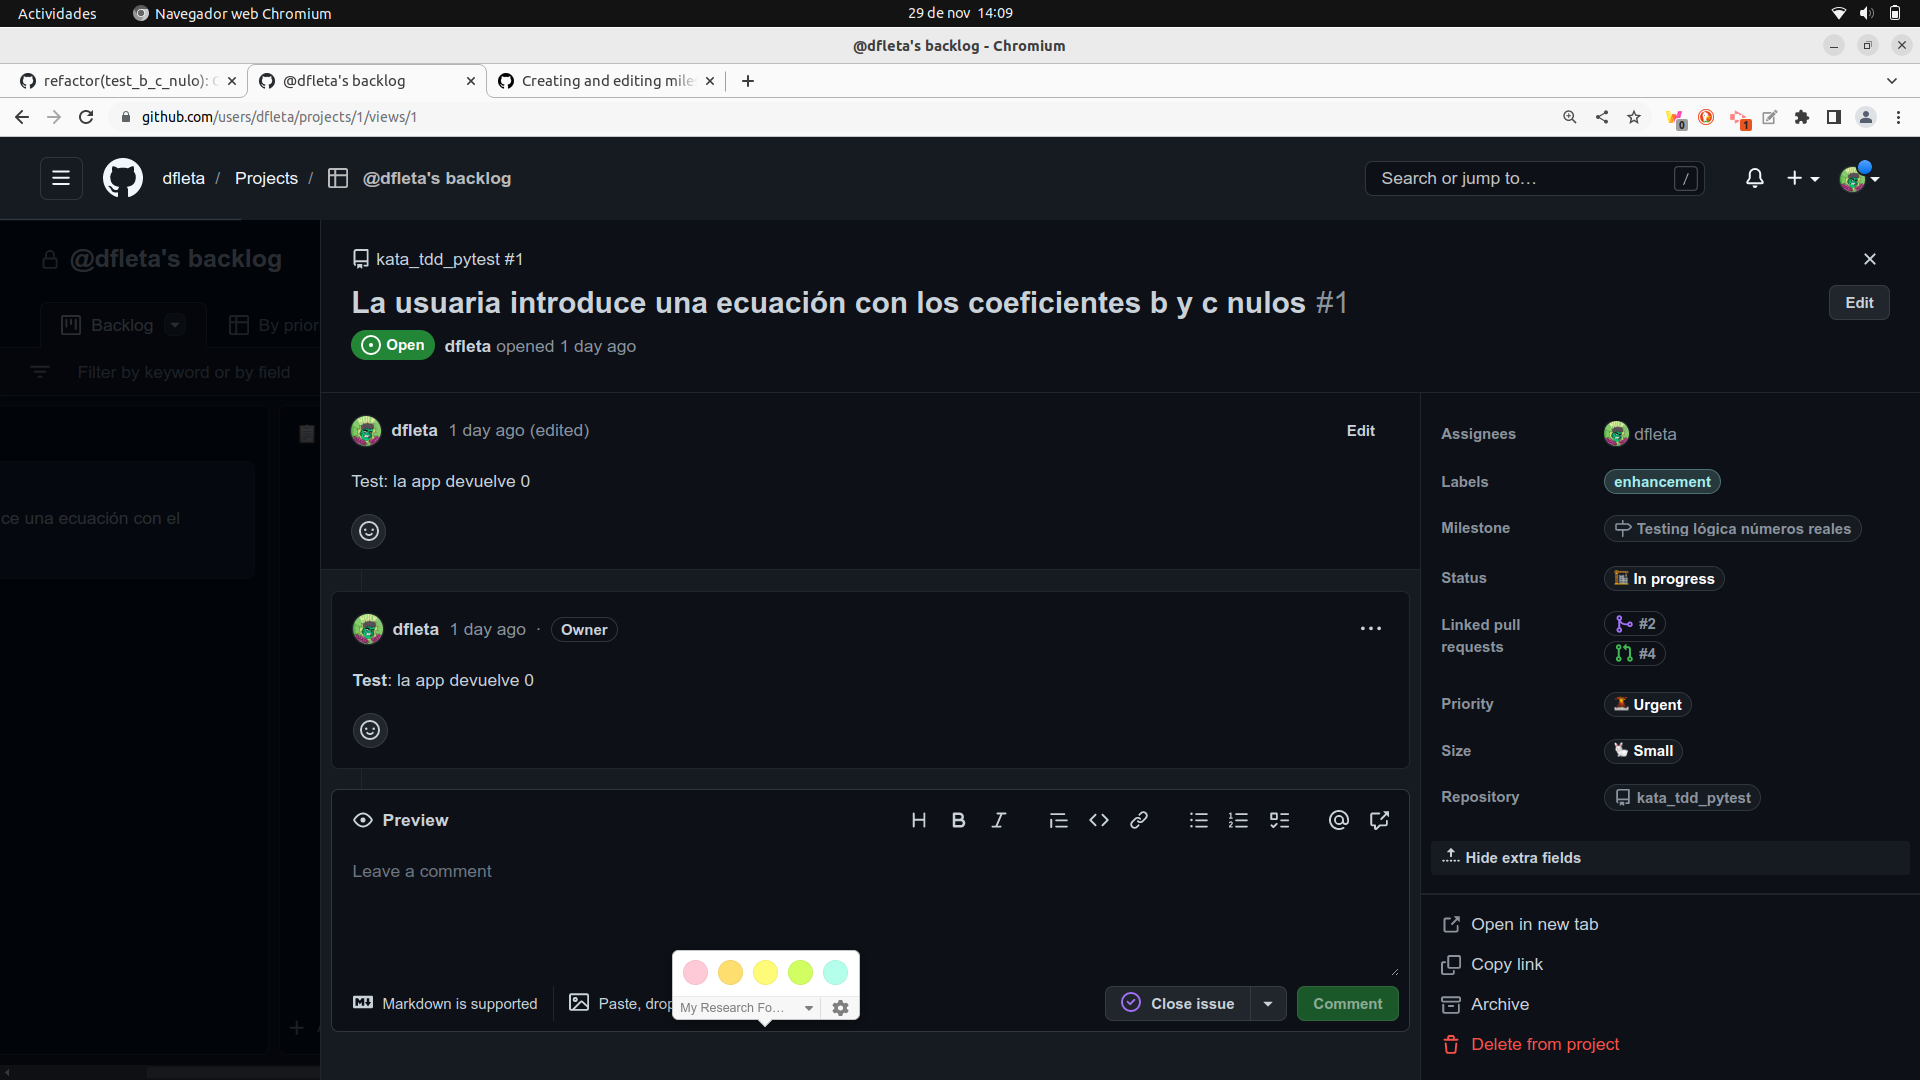 Actividades
Navegador web Chromium
29 de nov 14:09
@dfleta's backlog - Chromium
refactor(test_b_c_nulo):
@dfleta's backlog
Creating and editing mile
github.com/users/dfleta/projects/1/views/1
0
1
dfleta / Projects / @dfleta's backlog
Search or jump to…
/
@dfleta's backlog
Backlog
By prior
Filter by keyword or by field
ce una ecuación con el
kata_tdd_pytest #1
La usuaria introduce una ecuación con los coeficientes b y c nulos #1
Edit
Open
dfleta opened 1 day ago
dfleta 1 day ago (edited)
Edit
Test: la app devuelve 0
dfleta 1 day ago · Owner
Test: la app devuelve 0
Preview
Leave a comment
My Research Fo…
Markdown is supported
Paste, drop
Close issue
Comment
Assignees
dfleta
Labels
enhancement
Milestone
Testing lógica números reales
Status
In progress
Linked pull requests
#2
#4
Priority
Urgent
Size
Small
Repository
kata_tdd_pytest
Hide extra fields
Open in new tab
Copy link
Archive
Delete from project